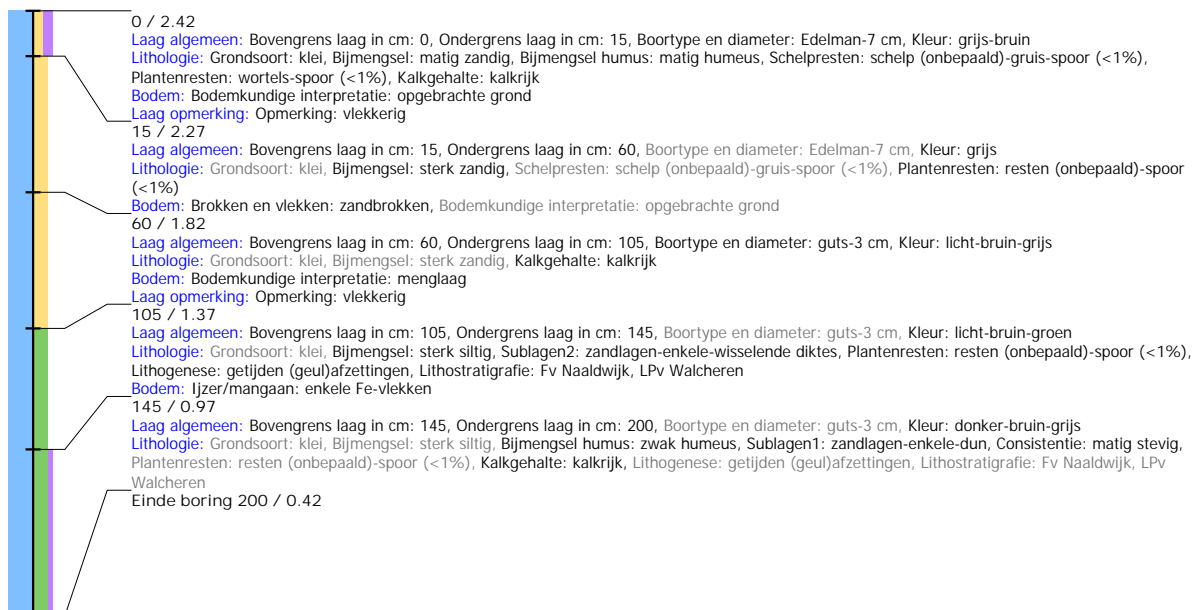 0 / 2.42
Laag algemeen: Bovengrens laag in cm: 0, Ondergrens laag in cm: 15, Boortype en diameter: Edelman-7 cm, Kleur: grijs-bruin
Lithologie: Grondsoort: klei, Bijmengsel: matig zandig, Bijmengsel humus: matig humeus, Schelpresten: schelp (onbepaald)-gruis-spoor (<1%),
Plantenresten: wortels-spoor (<1%), Kalkgehalte: kalkrijk
Bodem: Bodemkundige interpretatie: opgebrachte grond
Laag opmerking: Opmerking: vlekkerig
15 / 2.27
Laag algemeen: Bovengrens laag in cm: 15, Ondergrens laag in cm: 60, Boortype en diameter: Edelman-7 cm, Kleur: grijs
Lithologie: Grondsoort: klei, Bijmengsel: sterk zandig, Schelpresten: schelp (onbepaald)-gruis-spoor (<1%), Plantenresten: resten (onbepaald)-spoor
(<1%)
Bodem: Brokken en vlekken: zandbrokken, Bodemkundige interpretatie: opgebrachte grond
60 / 1.82
Laag algemeen: Bovengrens laag in cm: 60, Ondergrens laag in cm: 105, Boortype en diameter: guts-3 cm, Kleur: licht-bruin-grijs
Lithologie: Grondsoort: klei, Bijmengsel: sterk zandig, Kalkgehalte: kalkrijk
Bodem: Bodemkundige interpretatie: menglaag
Laag opmerking: Opmerking: vlekkerig
105 / 1.37
Laag algemeen: Bovengrens laag in cm: 105, Ondergrens laag in cm: 145, Boortype en diameter: guts-3 cm, Kleur: licht-bruin-groen
Lithologie: Grondsoort: klei, Bijmengsel: sterk siltig, Sublagen2: zandlagen-enkele-wisselende diktes, Plantenresten: resten (onbepaald)-spoor (<1%),
Lithogenese: getijden (geul)afzettingen, Lithostratigrafie: Fv Naaldwijk, LPv Walcheren
Bodem: Ijzer/mangaan: enkele Fe-vlekken
145 / 0.97
Laag algemeen: Bovengrens laag in cm: 145, Ondergrens laag in cm: 200, Boortype en diameter: guts-3 cm, Kleur: donker-bruin-grijs
Lithologie: Grondsoort: klei, Bijmengsel: sterk siltig, Bijmengsel humus: zwak humeus, Sublagen1: zandlagen-enkele-dun, Consistentie: matig stevig,
Plantenresten: resten (onbepaald)-spoor (<1%), Kalkgehalte: kalkrijk, Lithogenese: getijden (geul)afzettingen, Lithostratigrafie: Fv Naaldwijk, LPv
Walcheren
Einde boring 200 / 0.42